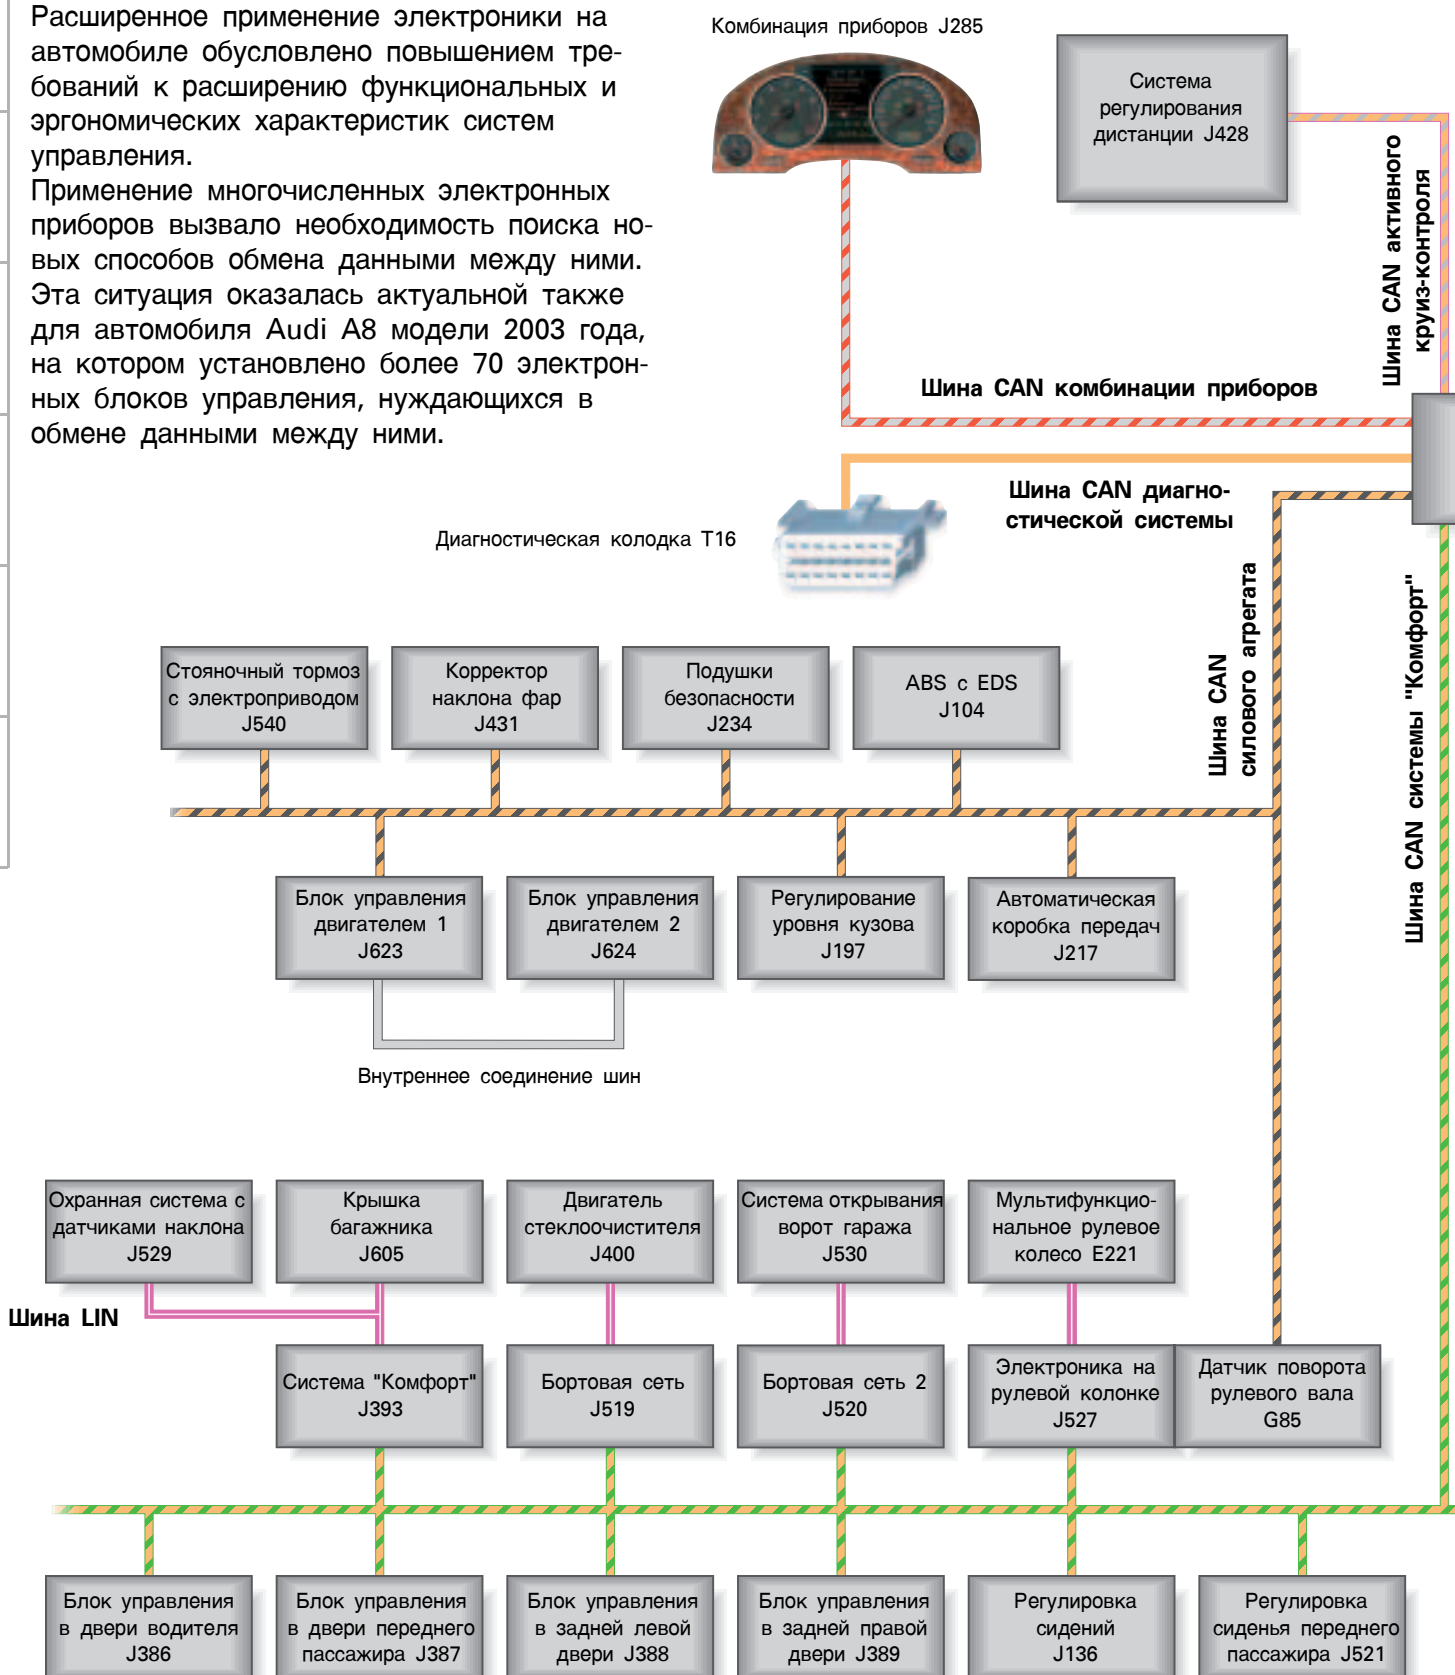 Расширенное применение электроники на
автомобиле обусловлено повышением тре-
бований к расширению функциональных и
эргономических характеристик систем
управления.
Применение многочисленных электронных
приборов вызвало необходимость поиска но-
вых способов обмена данными между ними.
Эта ситуация оказалась актуальной также
для автомобиля Audi A8 модели 2003 года,
на котором установлено более 70 электрон-
ных блоков управления, нуждающихся в
обмене данными между ними.
Комбинация приборов J285
Система
регулирования
дистанции J428
Шина CAN активного
круиз-контроля
Шина CAN комбинации приборов
Шина CAN диагно-
стической системы
Диагностическая колодка T16
Шина CAN
силового агрегата
Шина CAN системы "Комфорт"
Стояночный тормоз
с электроприводом
J540
Корректор
наклона фар
J431
Подушки
безопасности
J234
ABS с EDS
J104
Блок управления
двигателем 1
J623
Блок управления
двигателем 2
J624
Регулирование
уровня кузова
J197
Автоматическая
коробка передач
J217
Внутреннее соединение шин
Охранная система с
датчиками наклона
J529
Крышка
багажника
J605
Двигатель
стеклоочистителя
J400
Система открывания
ворот гаража
J530
Мультифункцио-
нальное рулевое
колесо E221
Шина LIN
Система "Комфорт"
J393
Бортовая сеть
J519
Бортовая сеть 2
J520
Электроника на
рулевой колонке
J527
Датчик поворота
рулевого вала
G85
Блок управления
в двери водителя
J386
Блок управления
в двери переднего
пассажира J387
Блок управления
в задней левой
двери J388
Блок управления
в задней правой
двери J389
Регулировка
сидений
J136
Регулировка
сиденья переднего
пассажира J521